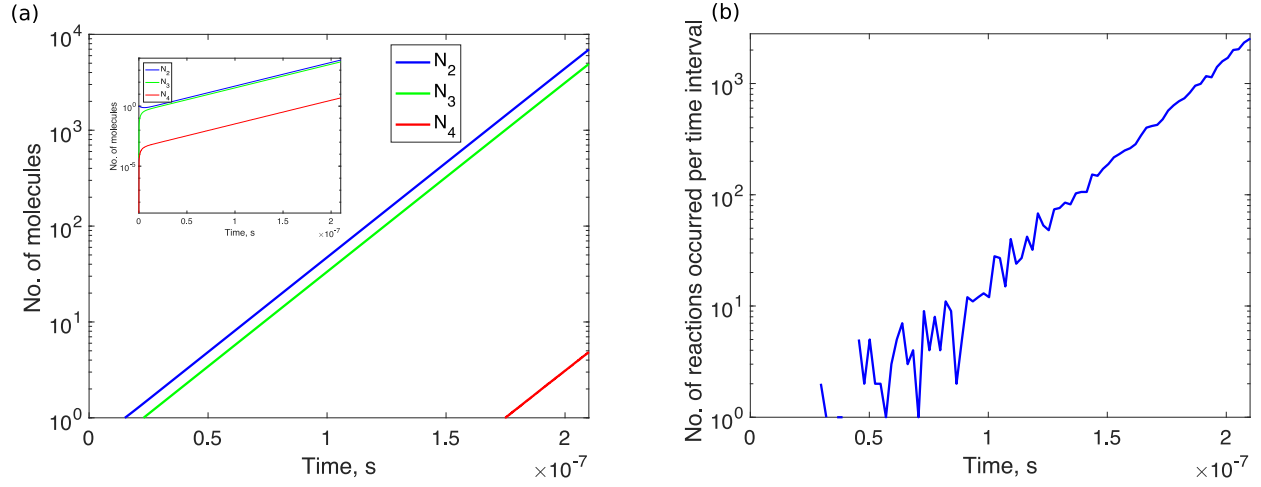 (a)
10^4
10^3
10^2
10^1
10^0
No. of molecules
0
0.5
1
1.5
2
×10^-7
Time, s
N_2
N_3
N_4
N_2
N_3
N_4
10^0
10^-5
No. of molecules
0
0.5
1
1.5
2
×10^-7
Time, s
(b)
10^3
10^2
10^1
10^0
No. of reactions occurred per time interval
0
0.5
1
1.5
2
×10^-7
Time, s